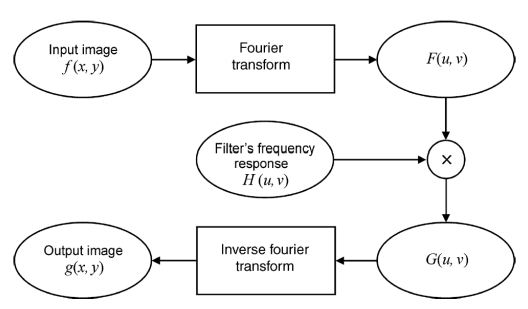 Input image
f(x, y)
Fourier
transform
F(u, v)
Filter's frequency
response
H (u, v)
×
Output image
g(x, y)
Inverse fourier
transform
G(u, v)